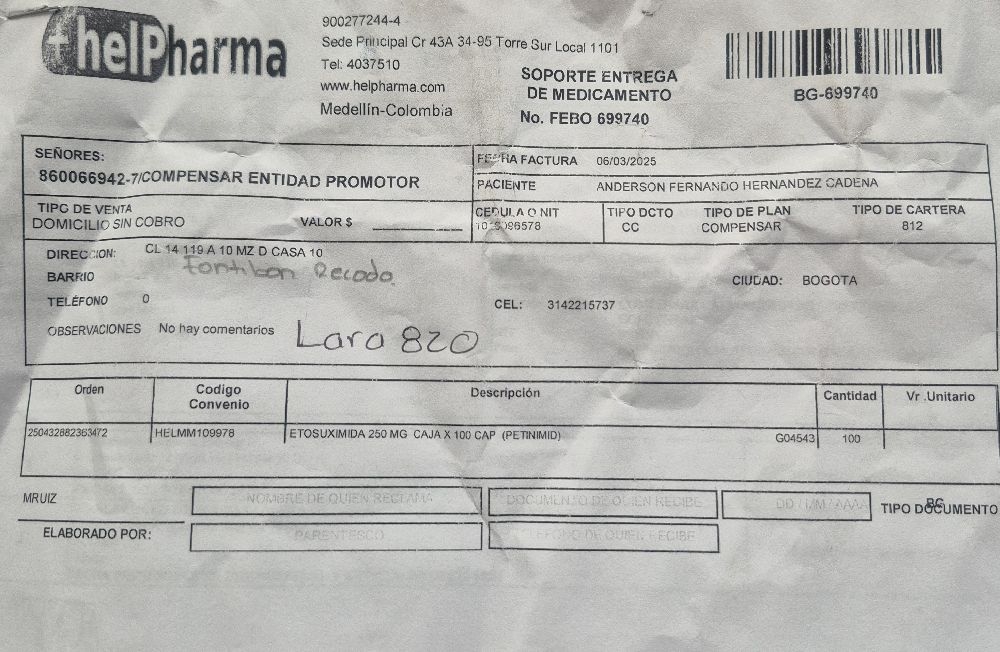 helPharma
900277244-4
Sede Principal Cr 43A 34-95 Torre Sur Local 1101
Tel: 4037510
www.helpharma.com
Medellín-Colombia
SOPORTE ENTREGA
DE MEDICAMENTO
No. FEBO 699740
BG-699740
SEÑORES:
860066942-7/COMPENSAR ENTIDAD PROMOTOR
FECHA FACTURA 06/03/2025
PACIENTE ANDERSON FERNANDO HERNANDEZ CADENA
TIPO DE VENTA
DOMICILIO SIN COBRO VALOR $
CEDULA O NIT TIPO DCTO TIPO DE PLAN TIPO DE CARTERA
CC COMPENSAR 812
DIRECCION: CL 14 119 A 10 MZ D CASA 10
Fontibon Recodo
BARRIO
CIUDAD: BOGOTA
TELÉFONO 0
CEL: 3142215737
OBSERVACIONES No hay comentarios
Lara 820
Orden Codigo Convenio Descripción Cantidad Vr .Unitario
250432882363472 HELMM109978 ETOSUXIMIDA 250 MG CAJA X 100 CAP (PETINIMID) G04543 100
MRUIZ
NOMBRE DE QUIEN RECLAMA DOCUMENTO DE QUIEN RECIBE DD / MM / AAAA TIPO DOCUMENTO BG
ELABORADO POR:
PARENTESCO TELEFONO DE QUIEN RECIBE